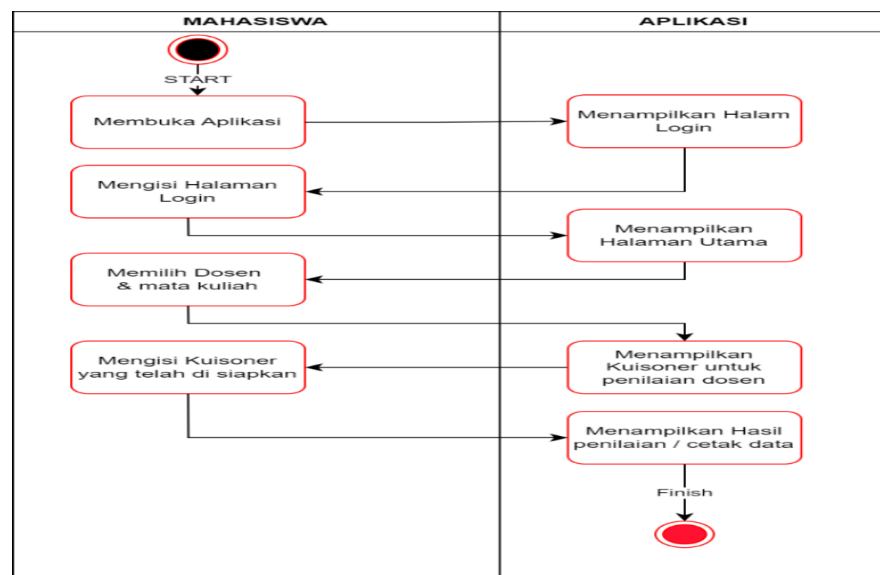 MAHASISWA
APLIKASI
START
Membuka Aplikasi
Menampilkan Halam
Login
Mengisi Halaman
Login
Menampilkan
Halaman Utama
Memilih Dosen
& mata kuliah
Mengisi Kuisoner
yang telah di siapkan
Menampilkan
Kuisoner untuk
penilaian dosen
Menampilkan Hasil
penilaian / cetak data
Finish